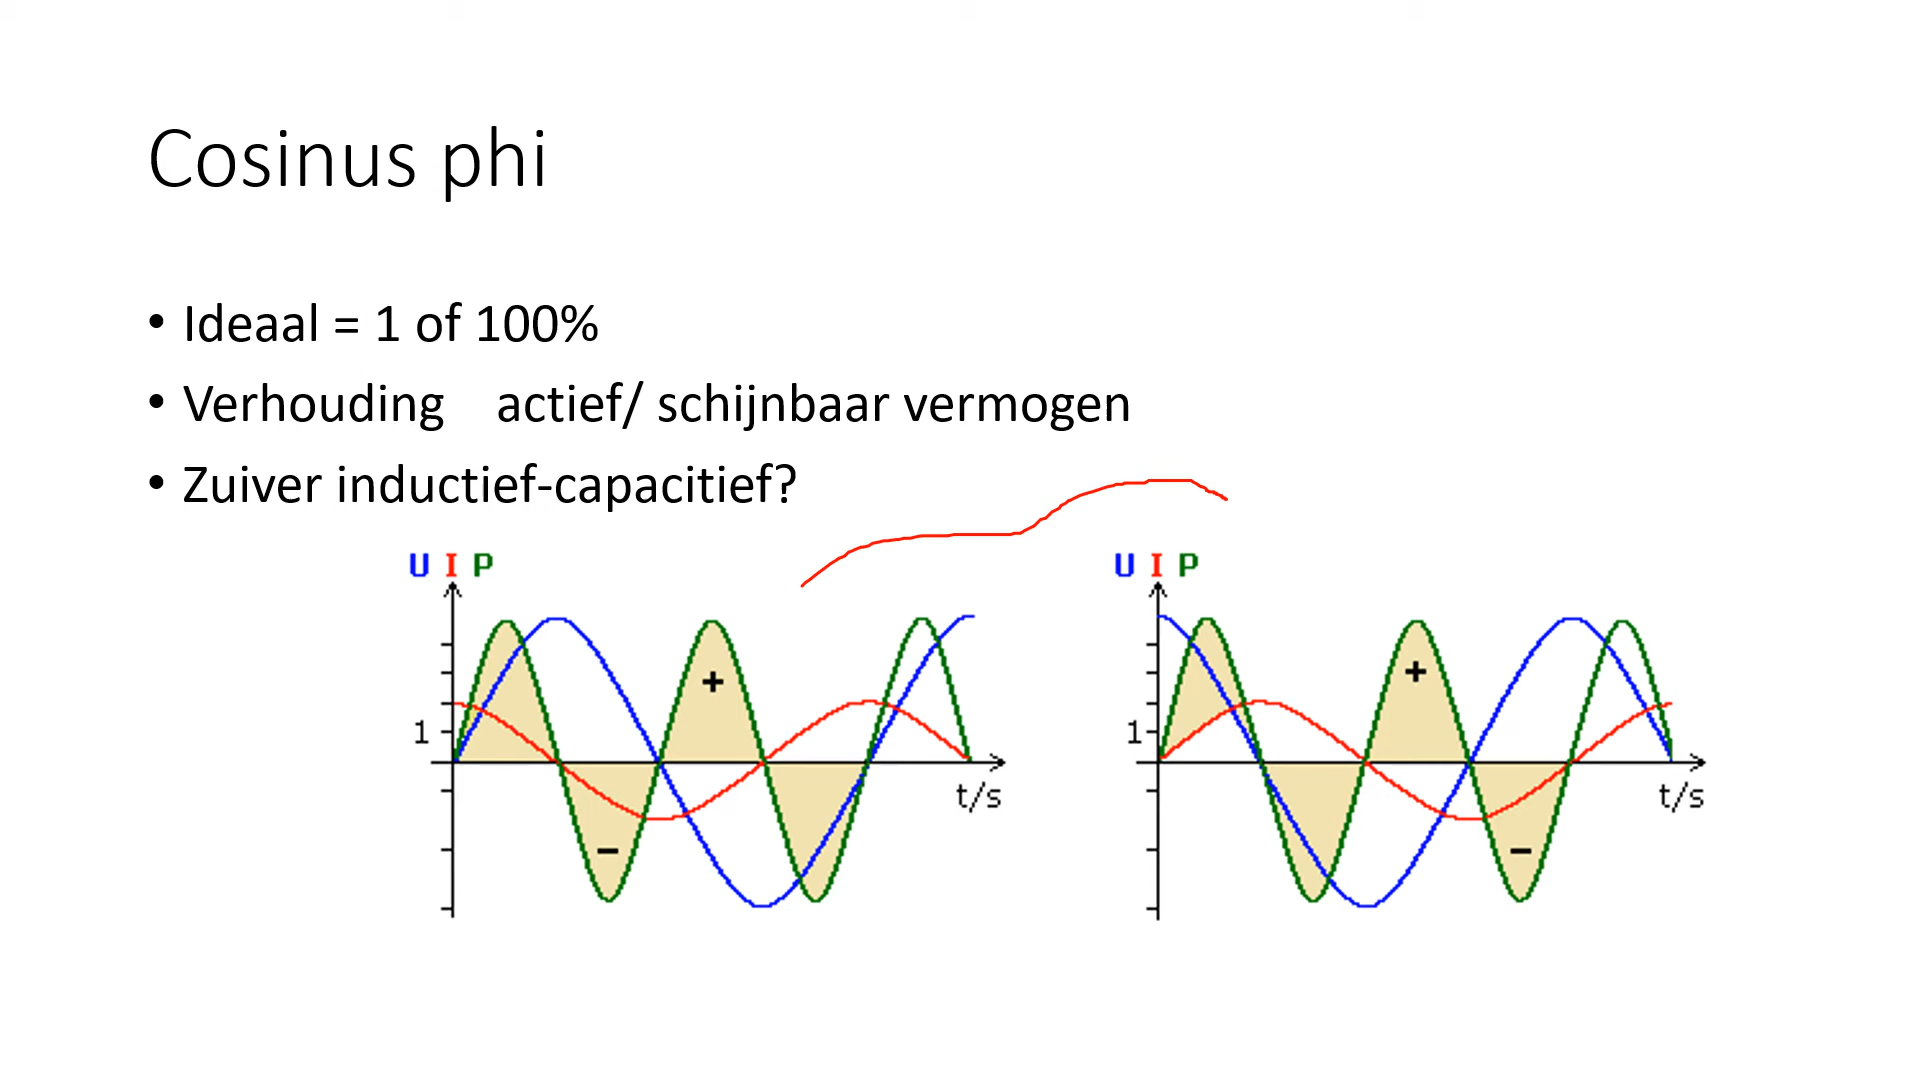 Cosinus phi
• Ideaal = 1 of 100%
• Verhouding actief/ schijnbaar vermogen
• Zuiver inductief-capacitief?
U I P
1
+
−
t/s
U I P
1
+
−
t/s